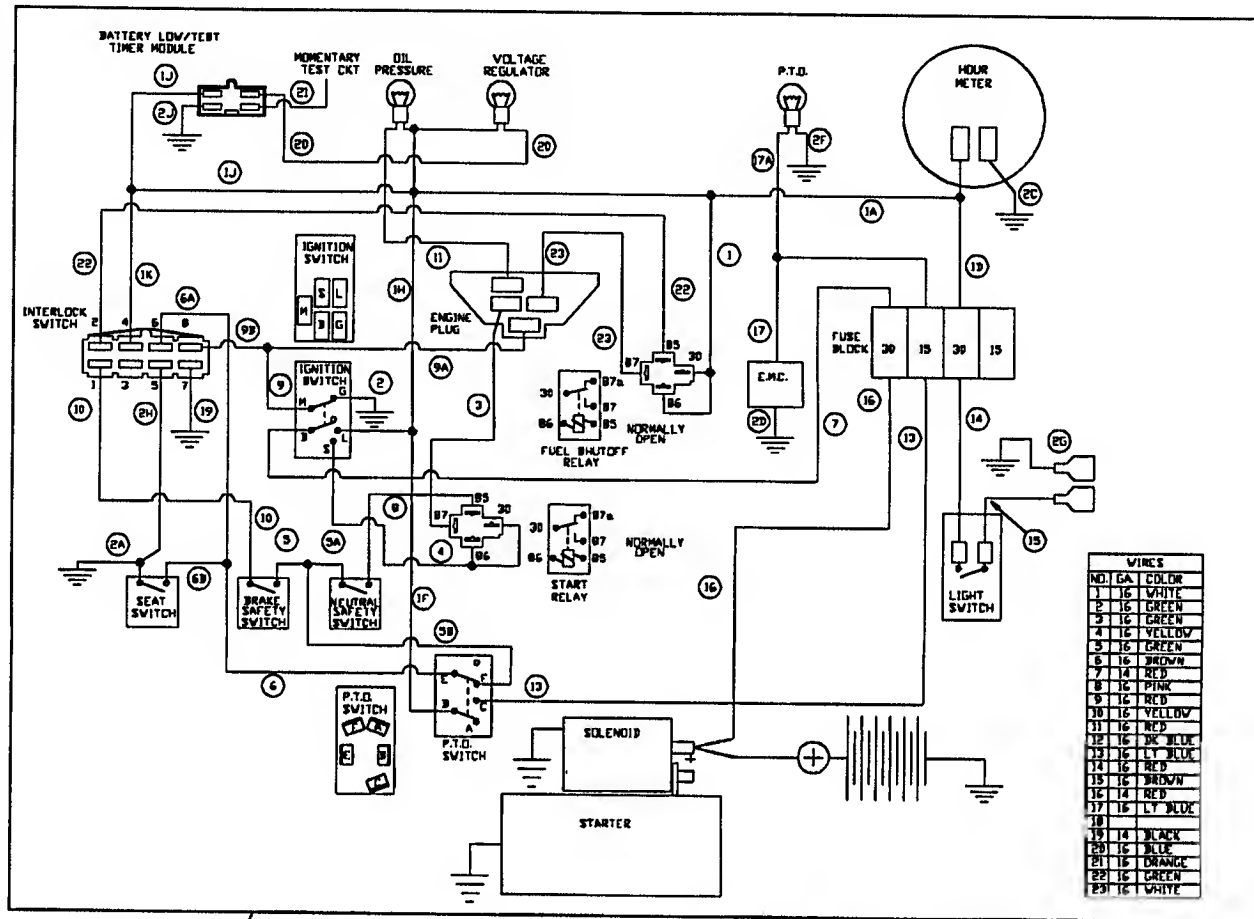 BATTERY LOW/TEST
TIMER MODULE
MOMENTARY
TEST CKT
OIL
PRESSURE
VOLTAGE
REGULATOR
P.T.O.
HOUR
METER
1J
2J
21
20
20
1J
17A
2F
2C
1A
22
1K
6A
11
23
1H
22
1
1D
INTERLOCK
SWITCH
2 4 6 8
1 3 5 7
9B
IGNITION
SWITCH
S L
M
B G
ENGINE
PLUG
9A
23
17
FUSE
BLOCK
30 15 30 15
E.M.C.
2D
10
2H
19
9
2
IGNITION
SWITCH
M G
B L
S
3
85
87 30
86
30 87a
87
86 85
FUEL SHUTOFF
RELAY
NORMALLY
OPEN
7
16
13
14
2G
10
5
5A
8
4
85
87 30
86
30 87a
87
86 85
START
RELAY
NORMALLY
OPEN
16
15
LIGHT
SWITCH
2A
6B
SEAT
SWITCH
BRAKE
SAFETY
SWITCH
NEUTRAL
SAFETY
SWITCH
1F
5B
6
13
E F
B C
A
P.T.O.
SWITCH
P.T.O.
SWITCH
SOLENOID
+
STARTER
WIRES
NO. GA COLOR
1 16 WHITE
2 16 GREEN
3 16 GREEN
4 16 YELLOW
5 16 GREEN
6 16 BROWN
7 14 RED
8 16 PINK
9 16 RED
10 16 YELLOW
11 16 RED
12 16 DK BLUE
13 16 LT BLUE
14 16 RED
15 16 BROWN
16 14 RED
17 16 LT BLUE
18
19 14 BLACK
20 16 BLUE
21 16 ORANGE
22 16 GREEN
23 16 WHITE